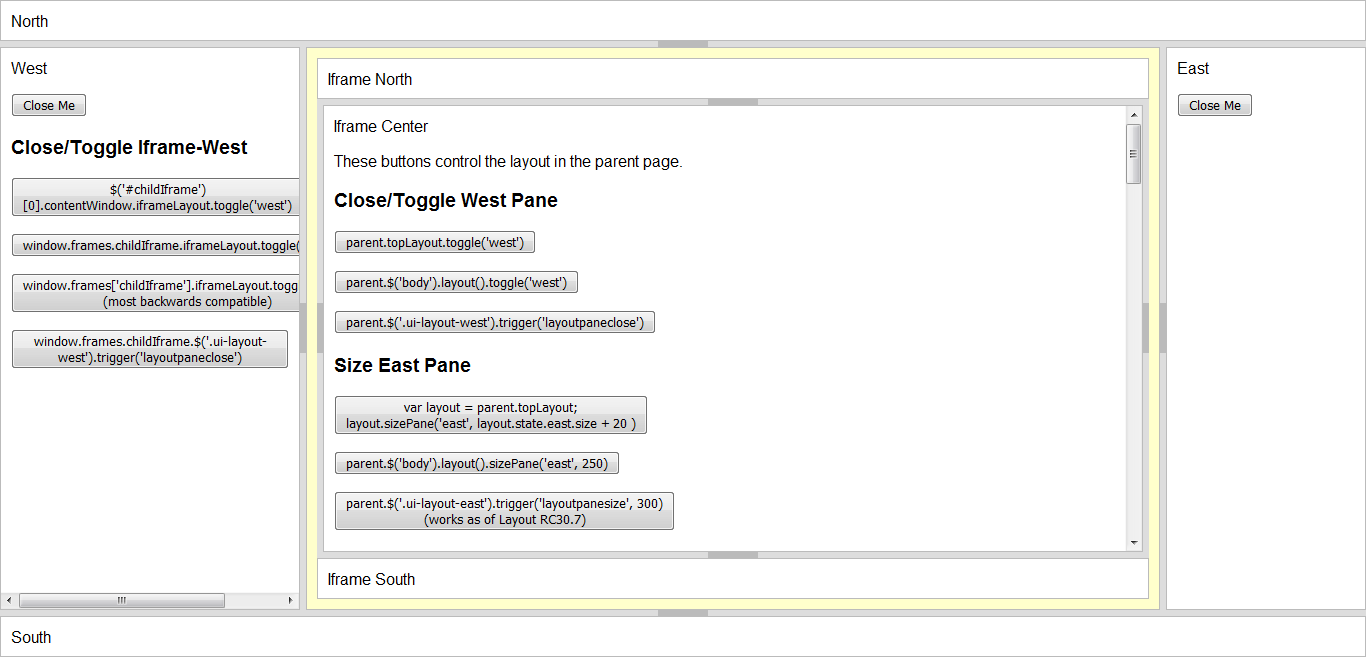 North
West
Close Me
Close/Toggle Iframe-West
$('#childIframe')
[0].contentWindow.iframeLayout.toggle('west')
window.frames.childIframe.iframeLayout.toggle(
window.frames['childIframe'].iframeLayout.togg
(most backwards compatible)
window.frames.childIframe.$('.ui-layout-
west').trigger('layoutpaneclose')
Iframe North
Iframe Center
These buttons control the layout in the parent page.
Close/Toggle West Pane
parent.topLayout.toggle('west')
parent.$('body').layout().toggle('west')
parent.$('.ui-layout-west').trigger('layoutpaneclose')
Size East Pane
var layout = parent.topLayout;
layout.sizePane('east', layout.state.east.size + 20 )
parent.$('body').layout().sizePane('east', 250)
parent.$('.ui-layout-east').trigger('layoutpanesize', 300)
(works as of Layout RC30.7)
Iframe South
East
Close Me
South